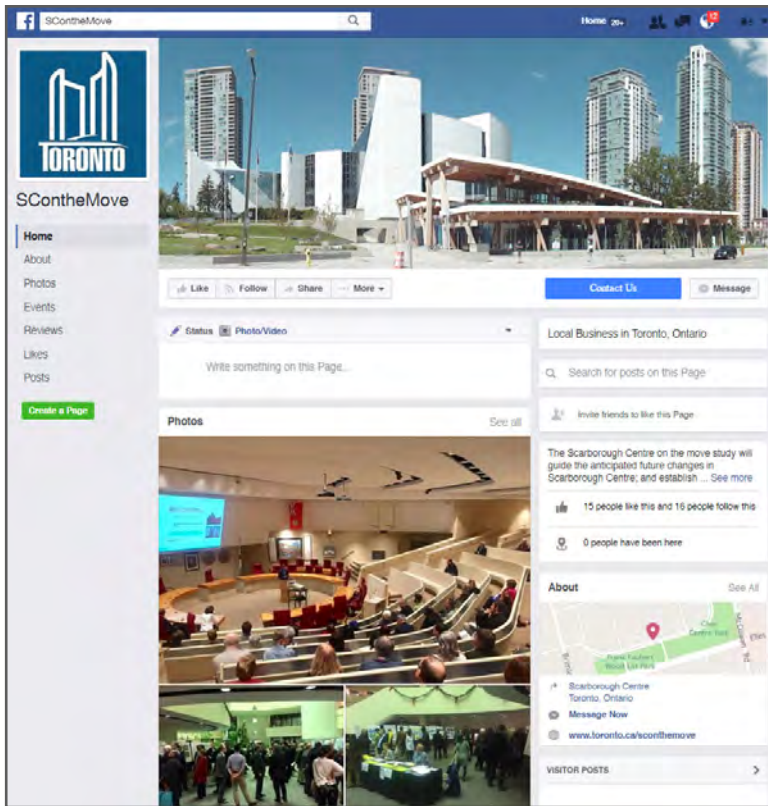 SContheMove
Home 20+
12
TORONTO
SContheMove
Home
About
Photos
Events
Reviews
Likes
Posts
Create a Page
Like
Follow
Share
More
Contact Us
Message
Status
Photo/Video
Write something on this Page...
Photos
See all
Local Business in Toronto, Ontario
Search for posts on this Page
Invite friends to like this Page
The Scarborough Centre on the move study will
guide the anticipated future changes in
Scarborough Centre; and establish ... See more
15 people like this and 16 people follow this
0 people have been here
About
See All
Scarborough Centre
Toronto, Ontario
Message Now
www.toronto.ca/sconthemove
VISITOR POSTS